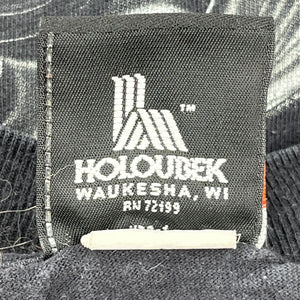 TM
HOLOUBEK
WAUKESHA, WI
RN 72199